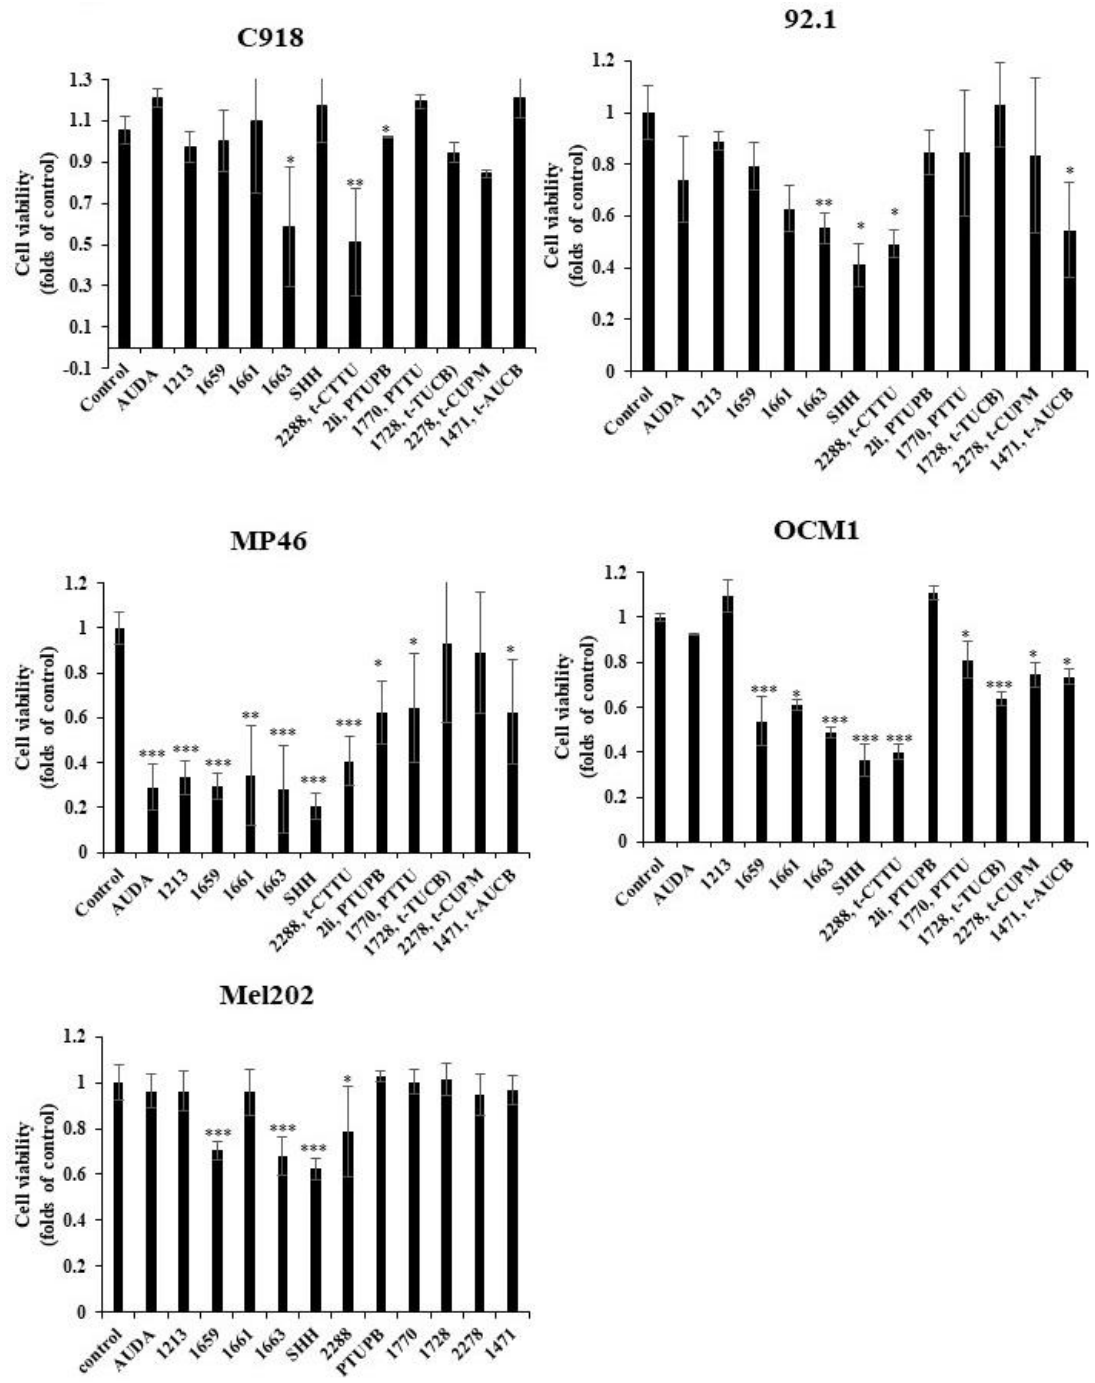 C918
Cell viability
(folds of control)
1.3
1.1
0.9
0.7
0.5
0.3
0.1
-0.1
*
**
*
Control
AUDA
1213
1659
1661
1663
SHH
2288, t-CTTU
2li, PTUPB
1770, PTTU
1728, t-TUCB)
2278, t-CUPM
1471, t-AUCB
92.1
Cell viability
(folds of control)
1.2
1
0.8
0.6
0.4
0.2
0
**
*
*
*
Control
AUDA
1213
1659
1661
1663
SHH
2288, t-CTTU
2li, PTUPB
1770, PTTU
1728, t-TUCB)
2278, t-CUPM
1471, t-AUCB
MP46
Cell viability
(folds of control)
1.2
1
0.8
0.6
0.4
0.2
0
***
***
***
**
***
***
***
*
*
*
Control
AUDA
1213
1659
1661
1663
SHH
2288, t-CTTU
2li, PTUPB
1770, PTTU
1728, t-TUCB)
2278, t-CUPM
1471, t-AUCB
OCM1
Cell viability
(folds of control)
1.2
1
0.8
0.6
0.4
0.2
0
***
*
***
***
***
*
***
*
*
Control
AUDA
1213
1659
1661
1663
SHH
2288, t-CTTU
2li, PTUPB
1770, PTTU
1728, t-TUCB)
2278, t-CUPM
1471, t-AUCB
Mel202
Cell viability
(folds of control)
1.2
1
0.8
0.6
0.4
0.2
0
***
***
***
*
control
AUDA
1213
1659
1661
1663
SHH
2288
PTUPB
1770
1728
2278
1471